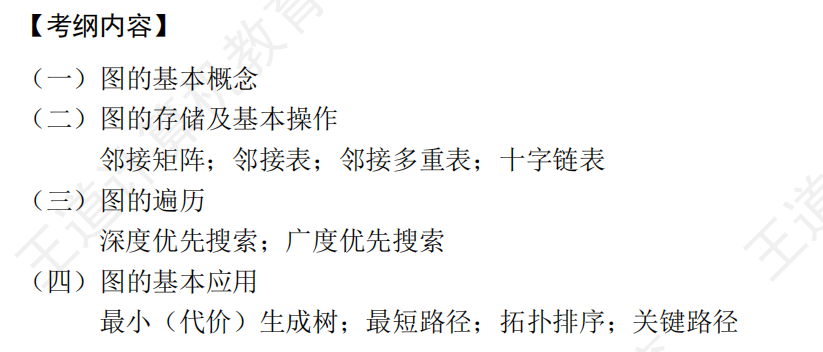 【考纲内容】
（一）图的基本概念
（二）图的存储及基本操作
邻接矩阵；邻接表；邻接多重表；十字链表
（三）图的遍历
深度优先搜索；广度优先搜索
（四）图的基本应用
最小（代价）生成树；最短路径；拓扑排序；关键路径